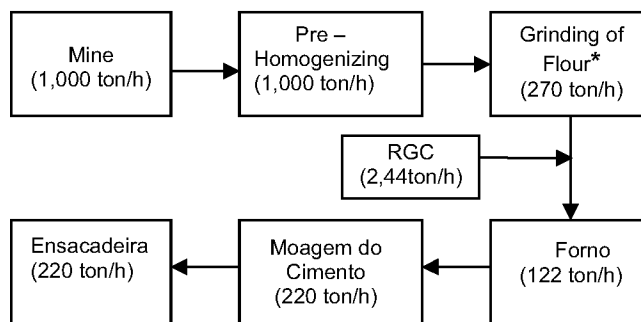 Mine
(1,000 ton/h)
Pre –
Homogenizing
(1,000 ton/h)
Grinding of
Flour*
(270 ton/h)
RGC
(2,44ton/h)
Ensacadeira
(220 ton/h)
Moagem do
Cimento
(220 ton/h)
Forno
(122 ton/h)